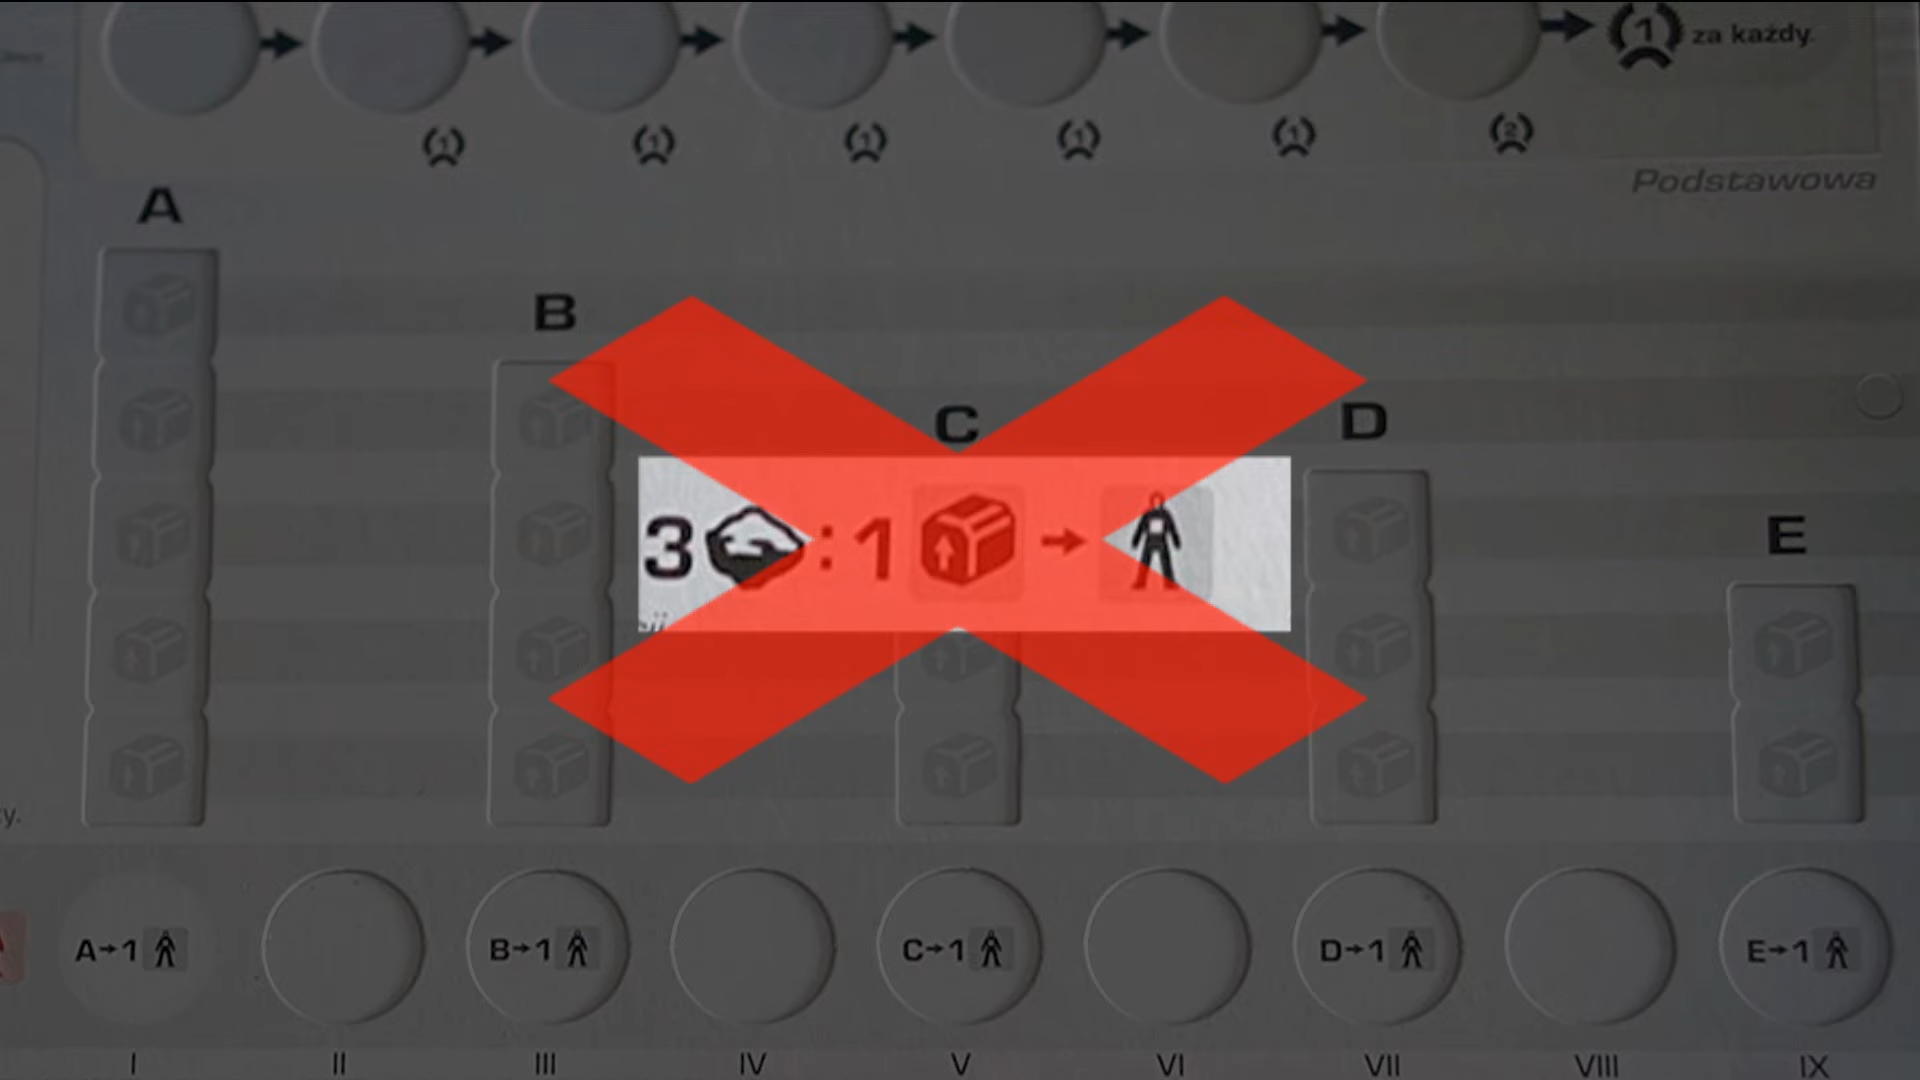 1 za każdy.
1 1 1 1 1 2
Podstawowa
A
B
C
D
E
3 : 1
A→1 B→1 C→1 D→1 E→1
I II III IV V VI VII VIII IX